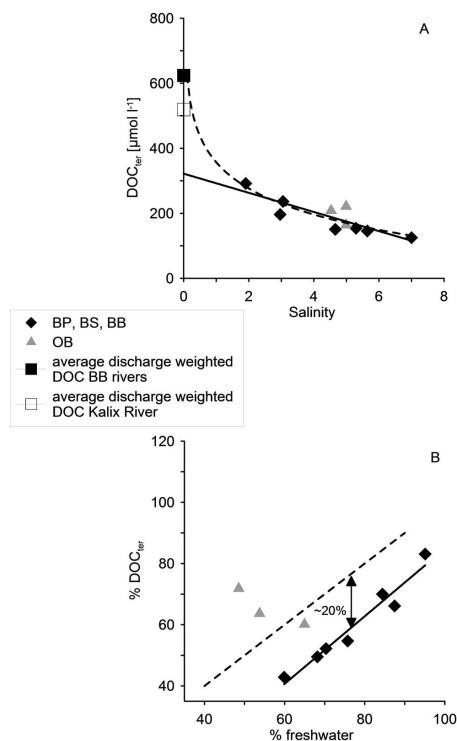 A
800
600
400
200
0
DOCter [µmol l-1]
0 2 4 6 8
Salinity
BP, BS, BB
OB
average discharge weighted
DOC BB rivers
average discharge weighted
DOC Kalix River
B
120
100
80
60
40
% DOCter
~20%
40 60 80 100
% freshwater